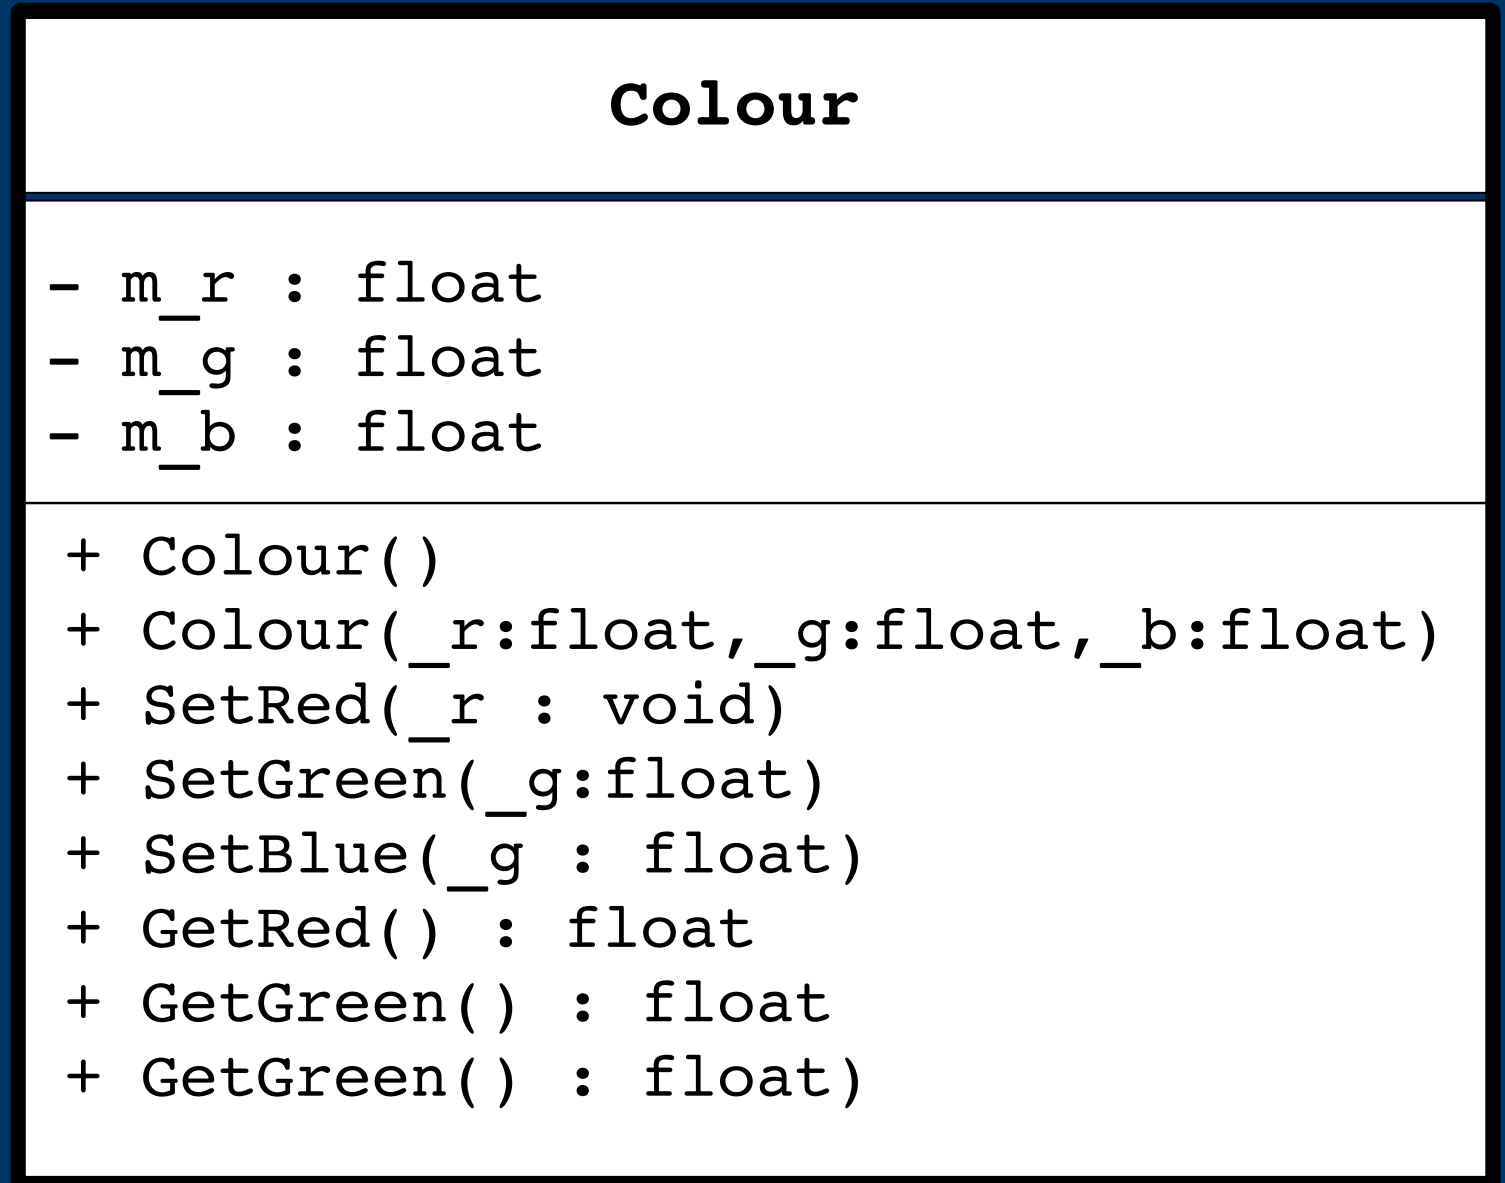 Colour
- m_r : float
- m_g : float
- m_b : float
+ Colour()
+ Colour(_r:float,_g:float,_b:float)
+ SetRed(_r : void)
+ SetGreen(_g:float)
+ SetBlue(_g : float)
+ GetRed() : float
+ GetGreen() : float
+ GetGreen() : float)